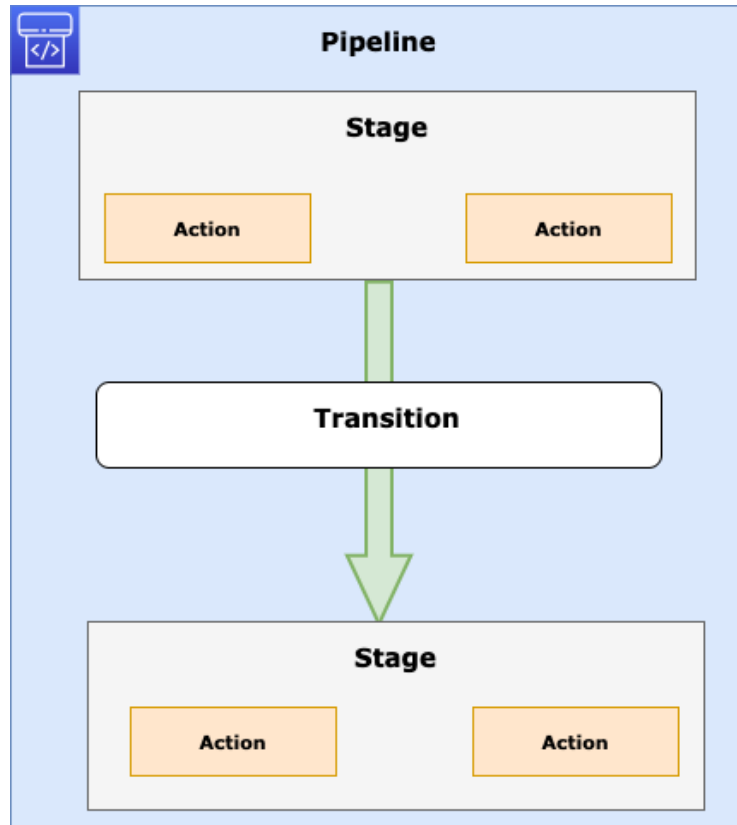 </>
Pipeline
Stage
Action
Action
Transition
Stage
Action
Action